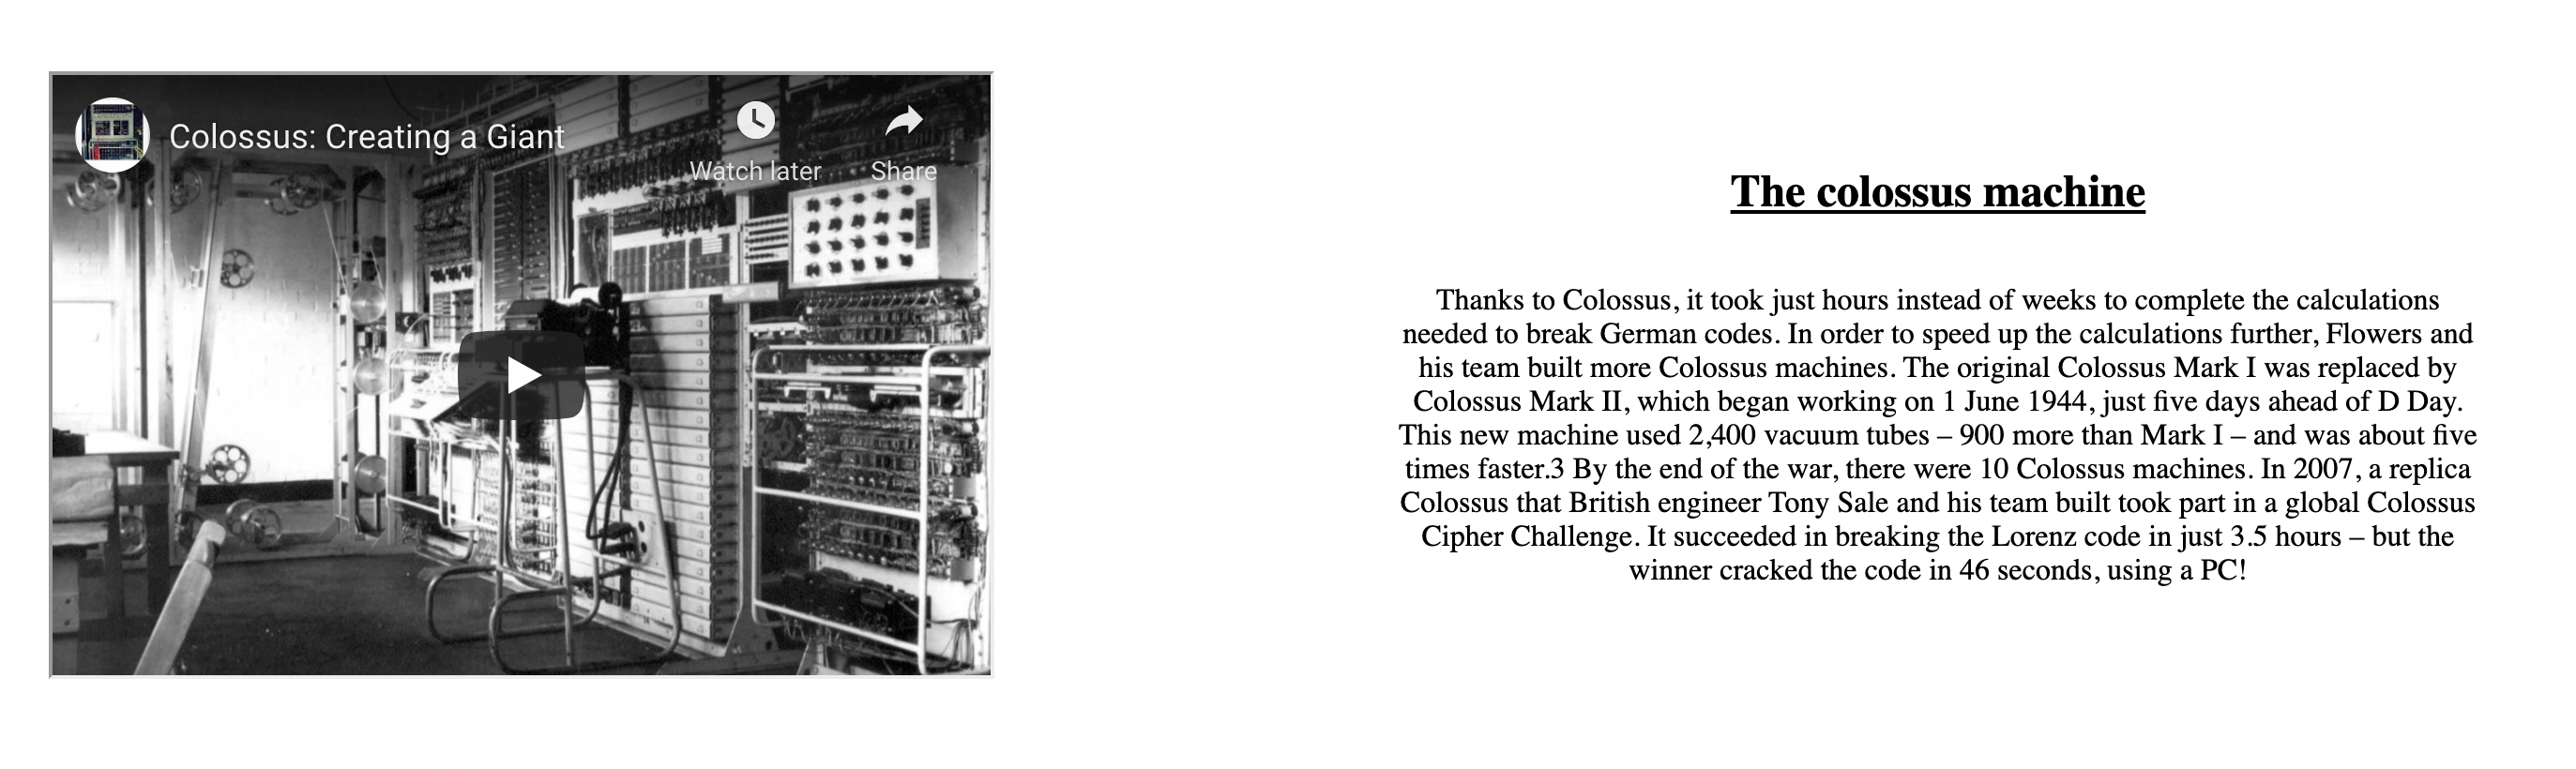 Colossus: Creating a Giant
Watch later
Share
The colossus machine
Thanks to Colossus, it took just hours instead of weeks to complete the calculations
needed to break German codes. In order to speed up the calculations further, Flowers and
his team built more Colossus machines. The original Colossus Mark I was replaced by
Colossus Mark II, which began working on 1 June 1944, just five days ahead of D Day.
This new machine used 2,400 vacuum tubes – 900 more than Mark I – and was about five
times faster.3 By the end of the war, there were 10 Colossus machines. In 2007, a replica
Colossus that British engineer Tony Sale and his team built took part in a global Colossus
Cipher Challenge. It succeeded in breaking the Lorenz code in just 3.5 hours – but the
winner cracked the code in 46 seconds, using a PC!